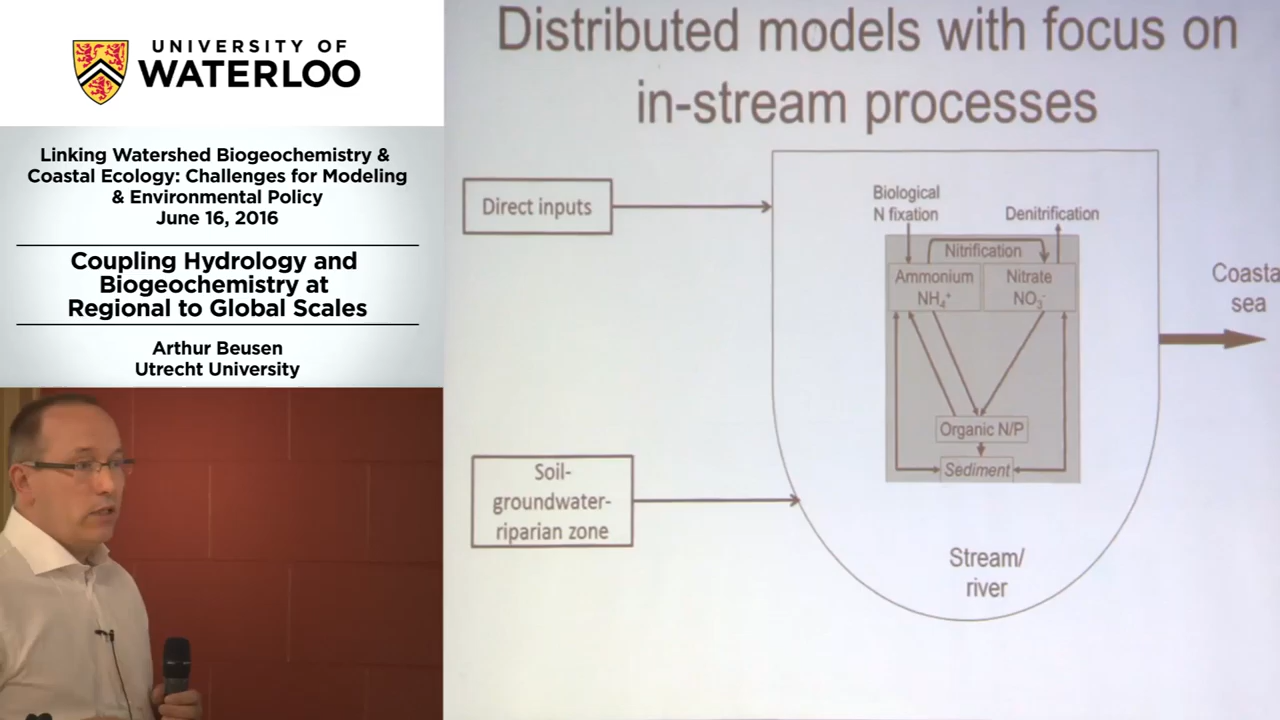 UNIVERSITY OF
WATERLOO
Linking Watershed Biogeochemistry &
Coastal Ecology: Challenges for Modeling
& Environmental Policy
June 16, 2016
Coupling Hydrology and
Biogeochemistry at
Regional to Global Scales
Arthur Beusen
Utrecht University
Distributed models with focus on
in-stream processes
Direct inputs
Biological
N fixation
Denitrification
Nitrification
Ammonium
NH₄⁺
Nitrate
NO₃⁻
Coasta
sea
Organic N/P
Sediment
Soil-
groundwater-
riparian zone
Stream/
river